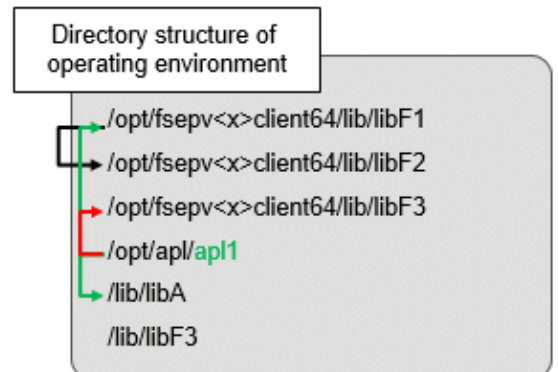 Directory structure of
operating environment
/opt/fsepv<x>client64/lib/libF1
/opt/fsepv<x>client64/lib/libF2
/opt/fsepv<x>client64/lib/libF3
/opt/apl/apl1
/lib/libA
/lib/libF3